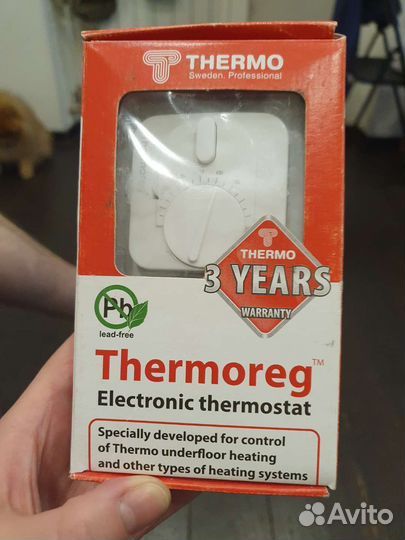 THERMO
Sweden. Professional
THERMO
3 YEARS
WARRANTY
Pb
lead-free
Thermoreg™
Electronic thermostat
Specially developed for control
of Thermo underfloor heating
and other types of heating systems
Avito